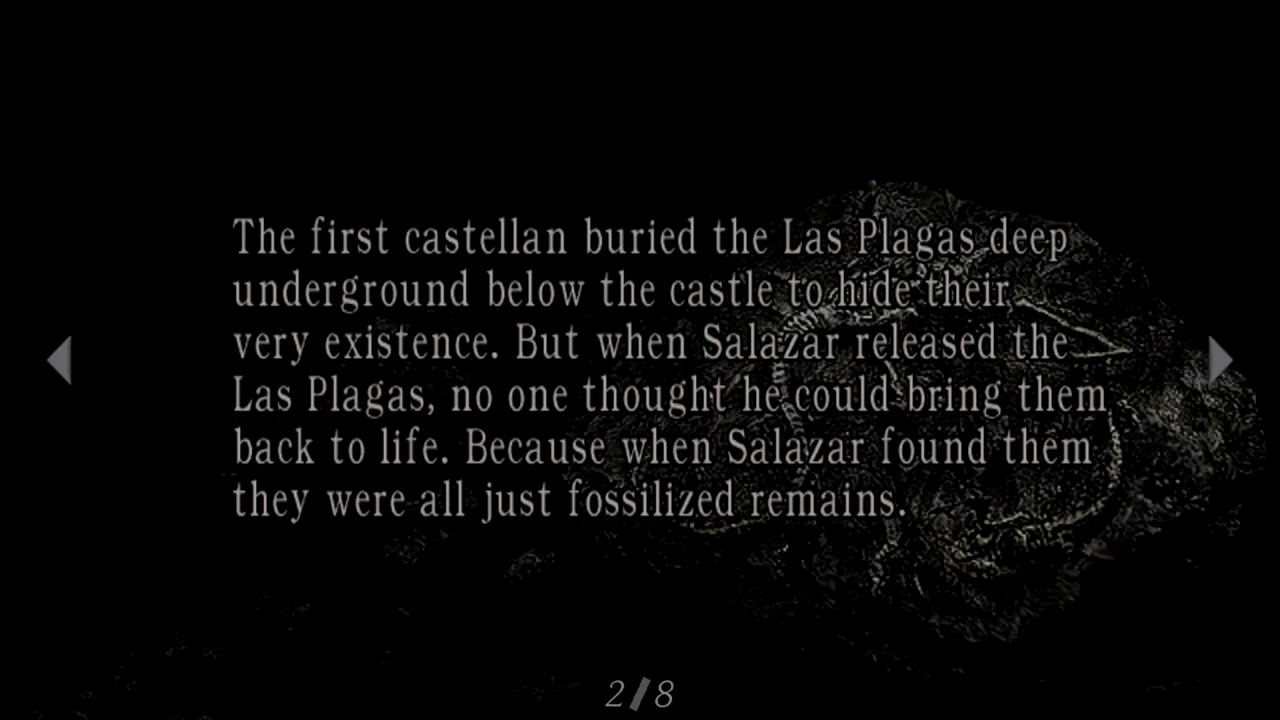 The first castellan buried the Las Plagas deep
underground below the castle to hide their
very existence. But when Salazar released the
Las Plagas, no one thought he could bring them
back to life. Because when Salazar found them
they were all just fossilized remains.
2/8